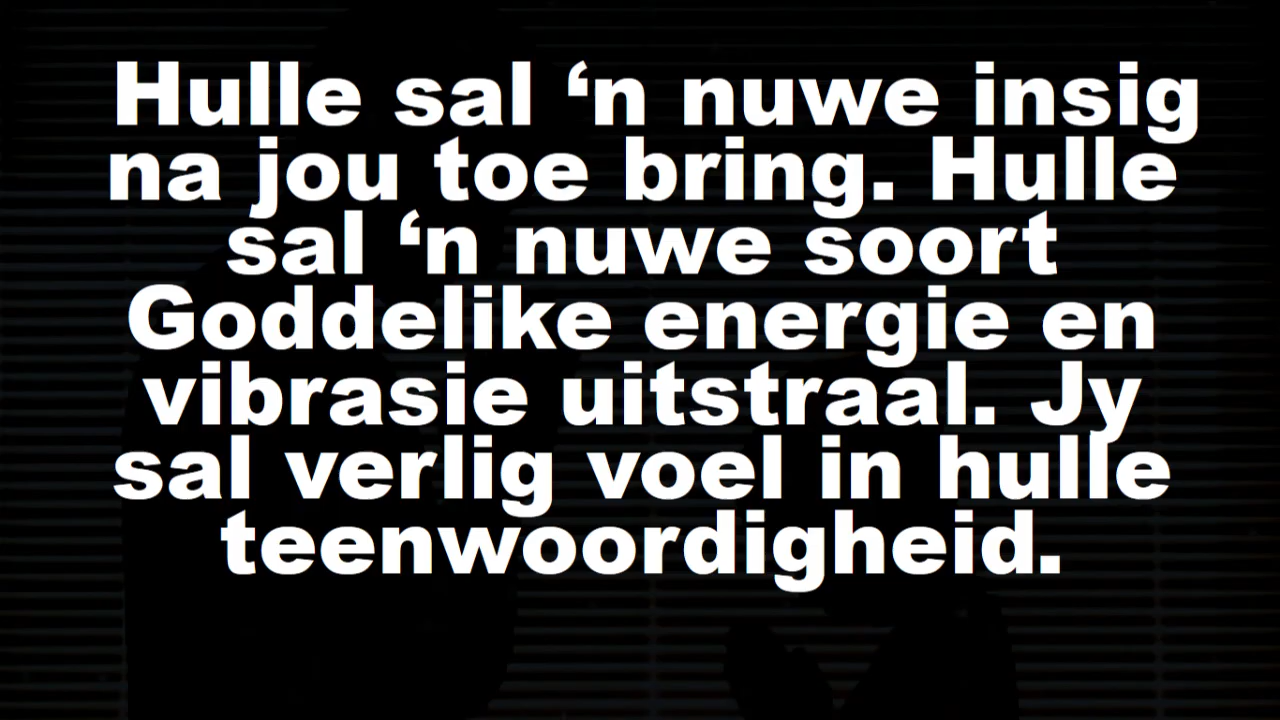 Hulle sal ‘n nuwe insig
na jou toe bring. Hulle
sal ‘n nuwe soort
Goddelike energie en
vibrasie uitstraal. Jy
sal verlig voel in hulle
teenwoordigheid.